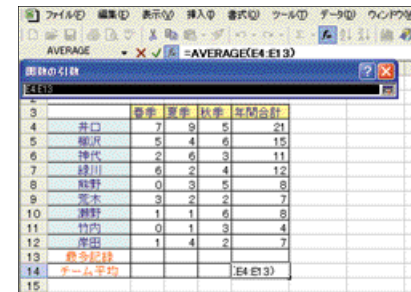 ファイル(F) 編集(E) 表示(V) 挿入(I) 書式(O) ツール(T) データ(D) ウィンドウ
AVERAGE =AVERAGE(E4:E13)
関数の引数
E4:E13
3 春季 夏季 秋季 年間合計
4 井口 7 9 5 21
5 柳沢 5 4 6 15
6 神代 2 6 3 11
7 緑川 6 2 4 12
8 熊野 0 3 5 8
9 荒木 3 2 2 7
10 瀬野 1 1 6 8
11 竹内 0 1 3 4
12 岸田 1 4 2 7
13 最多記録
14 チーム平均 (E4:E13)
15